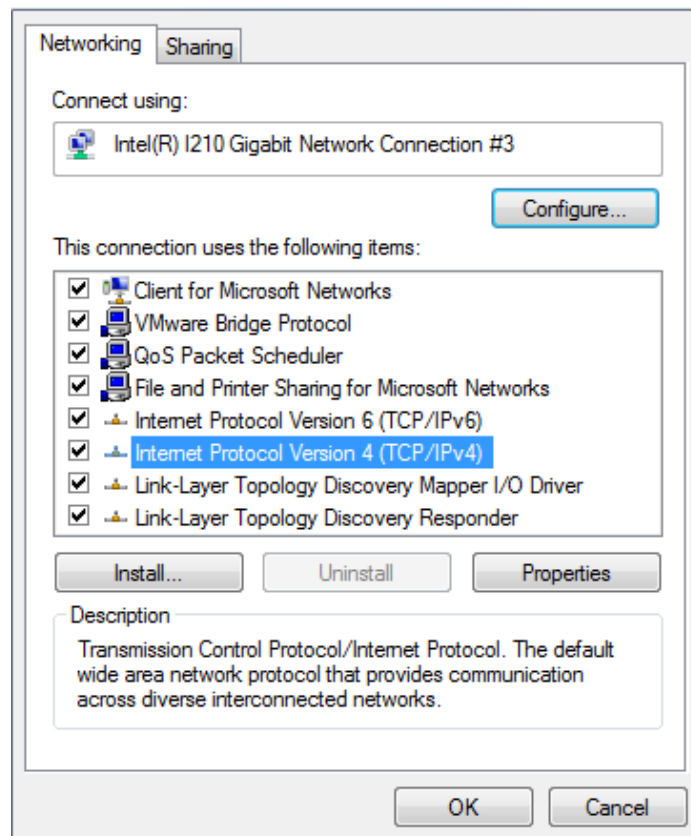 Networking
Sharing
Connect using:
Intel(R) I210 Gigabit Network Connection #3
Configure...
This connection uses the following items:
Client for Microsoft Networks
VMware Bridge Protocol
QoS Packet Scheduler
File and Printer Sharing for Microsoft Networks
Internet Protocol Version 6 (TCP/IPv6)
Internet Protocol Version 4 (TCP/IPv4)
Link-Layer Topology Discovery Mapper I/O Driver
Link-Layer Topology Discovery Responder
Install...
Uninstall
Properties
Description
Transmission Control Protocol/Internet Protocol. The default
wide area network protocol that provides communication
across diverse interconnected networks.
OK
Cancel